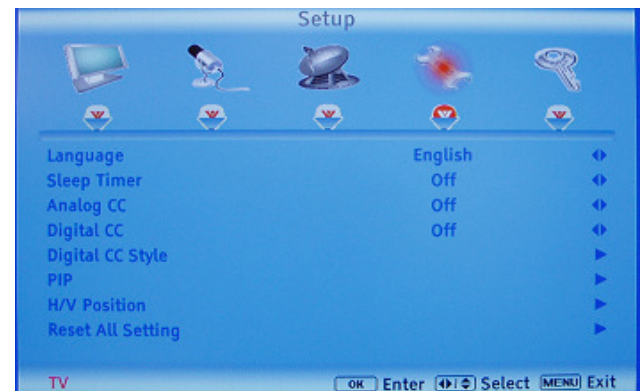 Setup
Language English
Sleep Timer Off
Analog CC Off
Digital CC Off
Digital CC Style
PIP
H/V Position
Reset All Setting
TV OK Enter Select MENU Exit